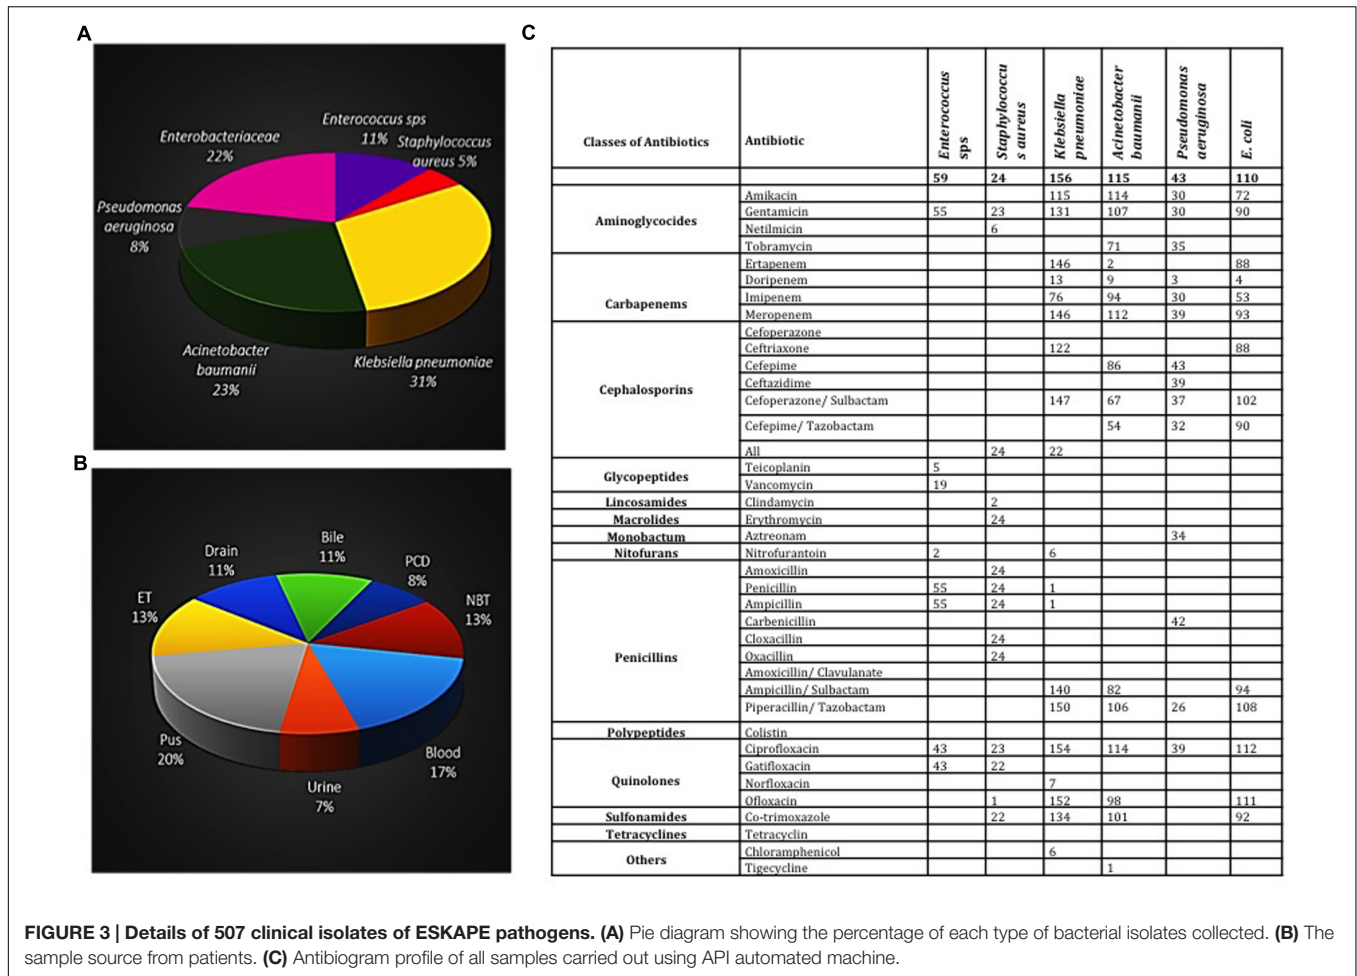 A
Enterococcus sps
11%
Enterobacteriaceae
22%
Staphylococcus
aureus 5%
Pseudomonas
aeruginosa
8%
Acinetobacter
baumanii
23%
Klebsiella pneumoniae
31%
B
Bile
11%
Drain
11%
PCD
8%
ET
13%
NBT
13%
Pus
20%
Blood
17%
Urine
7%
C
Classes of Antibiotics Antibiotic Enterococcus sps Staphylococcu s aureus Klebsiella pneumoniae Acinetobacter baumanii Pseudomonas aeruginosa E. coli
59 24 156 115 43 110
Aminoglycocides
Amikacin 115 114 30 72
Gentamicin 55 23 131 107 30 90
Netilmicin 6
Tobramycin 71 35
Carbapenems
Ertapenem 146 2 88
Doripenem 13 9 3 4
Imipenem 76 94 30 53
Meropenem 146 112 39 93
Cephalosporins
Cefoperazone
Ceftriaxone 122 88
Cefepime 86 43
Ceftazidime 39
Cefoperazone/ Sulbactam 147 67 37 102
Cefepime/ Tazobactam 54 32 90
All 24 22
Glycopeptides
Teicoplanin 5
Vancomycin 19
Lincosamides Clindamycin 2
Macrolides Erythromycin 24
Monobactum Aztreonam 34
Nitofurans Nitrofurantoin 2 6
Penicillins
Amoxicillin 24
Penicillin 55 24 1
Ampicillin 55 24 1
Carbenicillin 42
Cloxacillin 24
Oxacillin 24
Amoxicillin/ Clavulanate
Ampicillin/ Sulbactam 140 82 94
Piperacillin/ Tazobactam 150 106 26 108
Polypeptides Colistin
Quinolones
Ciprofloxacin 43 23 154 114 39 112
Gatifloxacin 43 22
Norfloxacin 7
Ofloxacin 1 152 98 111
Sulfonamides Co-trimoxazole 22 134 101 92
Tetracyclines Tetracyclin
Others
Chloramphenicol 6
Tigecycline 1
FIGURE 3 | Details of 507 clinical isolates of ESKAPE pathogens. (A) Pie diagram showing the percentage of each type of bacterial isolates collected. (B) The
sample source from patients. (C) Antibiogram profile of all samples carried out using API automated machine.